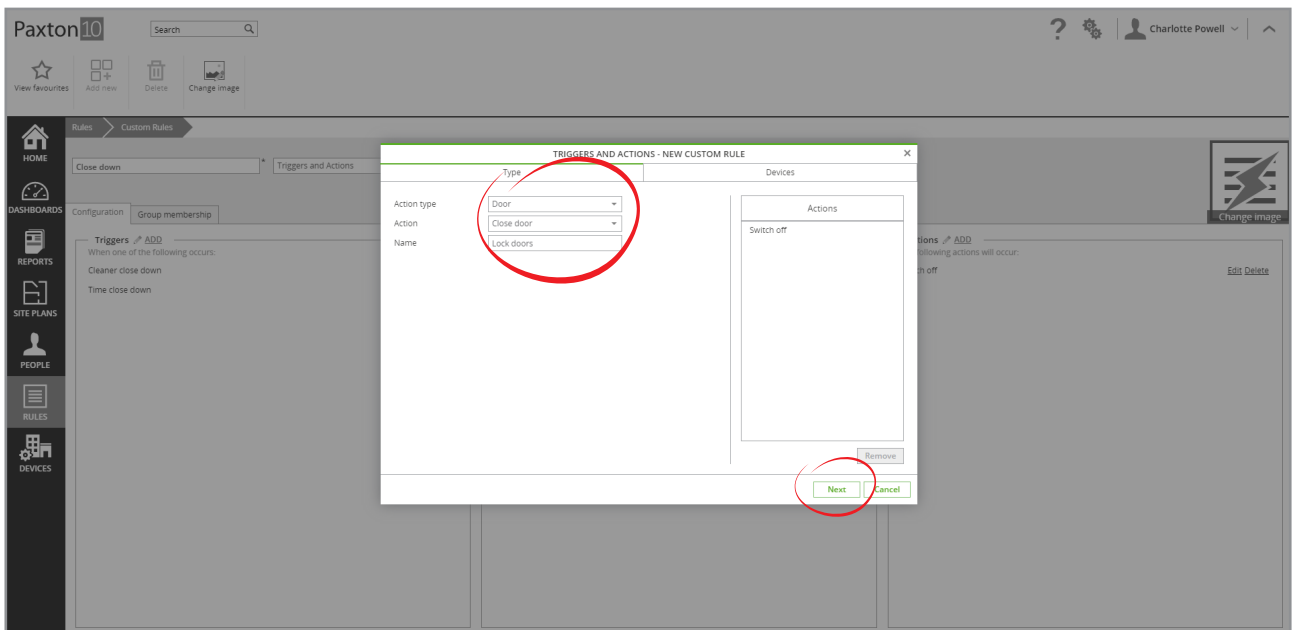 Paxton10
Search
? Charlotte Powell
View favourites
Add new
Delete
Change image
Rules
Custom Rules
HOME
DASHBOARDS
REPORTS
SITE PLANS
PEOPLE
RULES
DEVICES
Close down
*
Triggers and Actions
Change image
Configuration
Group membership
Triggers ADD
When one of the following occurs:
Cleaner close down
Time close down
TRIGGERS AND ACTIONS - NEW CUSTOM RULE
Type
Devices
Action type
Door
Action
Close door
Name
Lock doors
Actions
Switch off
Remove
Next
Cancel
tions ADD
ollowing actions will occur:
h off
Edit Delete